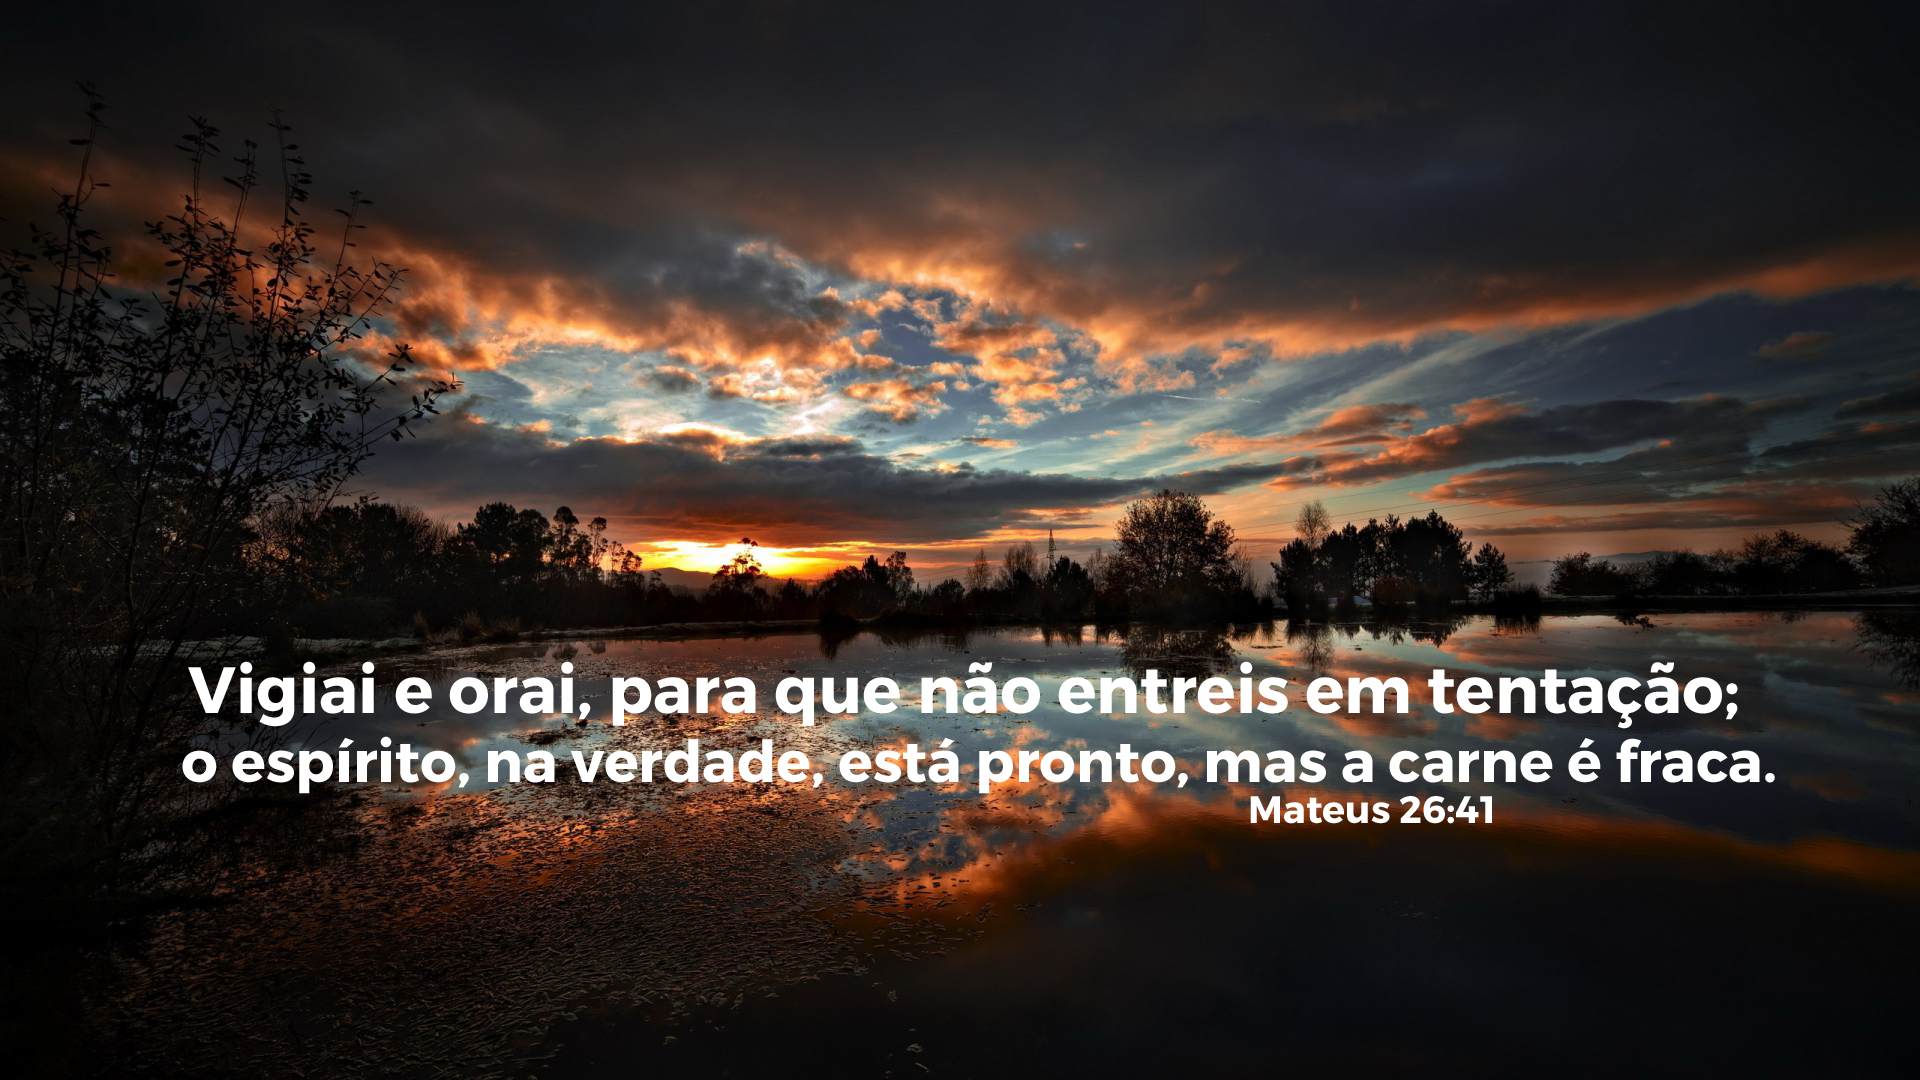 Vigiai e orai, para que não entreis em tentação;
o espírito, na verdade, está pronto, mas a carne é fraca.
Mateus 26:41